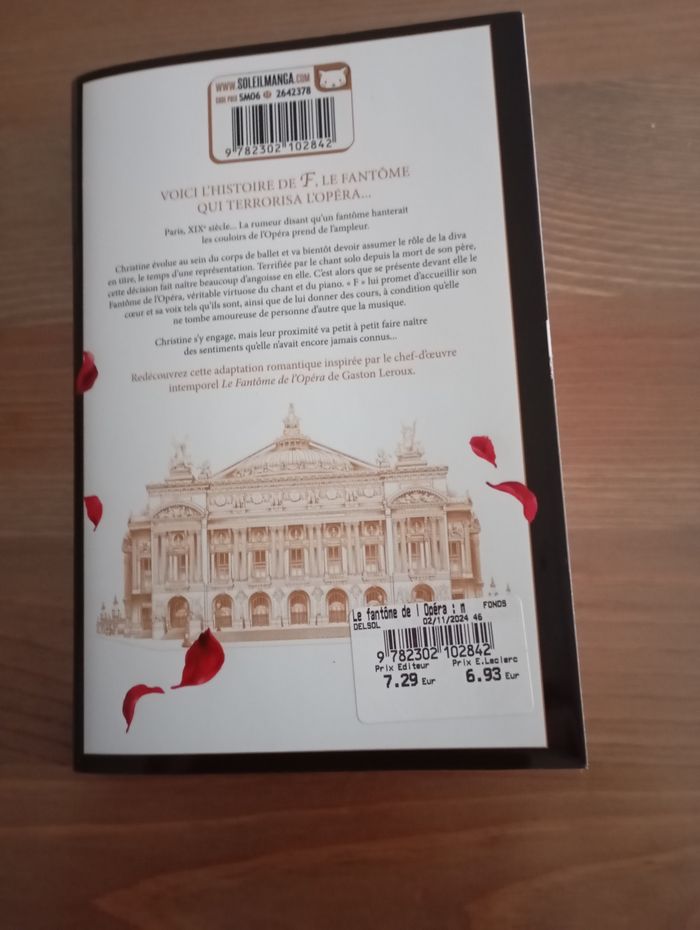 WWW.SOLEILMANGA.COM
CODE PRIX SM06 2642378
9 782302 102842
VOICI L'HISTOIRE DE F, LE FANTÔME
QUI TERRORISA L'OPÉRA...
Paris, XIXe siècle... La rumeur disant qu'un fantôme hanterait
les couloirs de l'Opéra prend de l'ampleur.
Christine évolue au sein du corps de ballet et va bientôt devoir assumer le rôle de la diva
en titre, le temps d'une représentation. Terrifiée par le chant solo depuis la mort de son père,
cette décision fait naître beaucoup d'angoisse en elle. C'est alors que se présente devant elle le
Fantôme de l'Opéra, véritable virtuose du chant et du piano. « F » lui promet d'accueillir son
cœur et sa voix tels qu'ils sont, ainsi que de lui donner des cours, à condition qu'elle
ne tombe amoureuse de personne d'autre que la musique.
Christine s'y engage, mais leur proximité va petit à petit faire naître
des sentiments qu'elle n'avait encore jamais connus...
Redécouvrez cette adaptation romantique inspirée par le chef-d'œuvre
intemporel Le Fantôme de l'Opéra de Gaston Leroux.
Le fantôme de l Opéra : m FONDS
DELSOL 02/11/2024 46
9 782302 102842
Prix Editeur Prix E.Leclerc
7.29 Eur 6.93 Eur